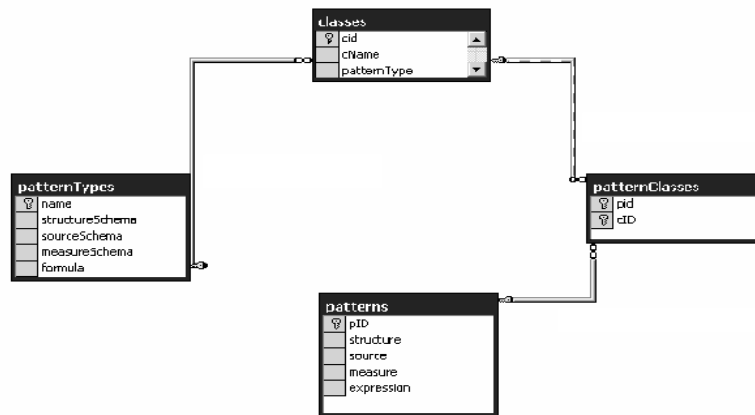 classes
cid
cName
patternType
patternTypes
name
structureSchema
sourceSchema
measureSchema
formula
patternClasses
pid
cID
patterns
pID
structure
source
measure
expression